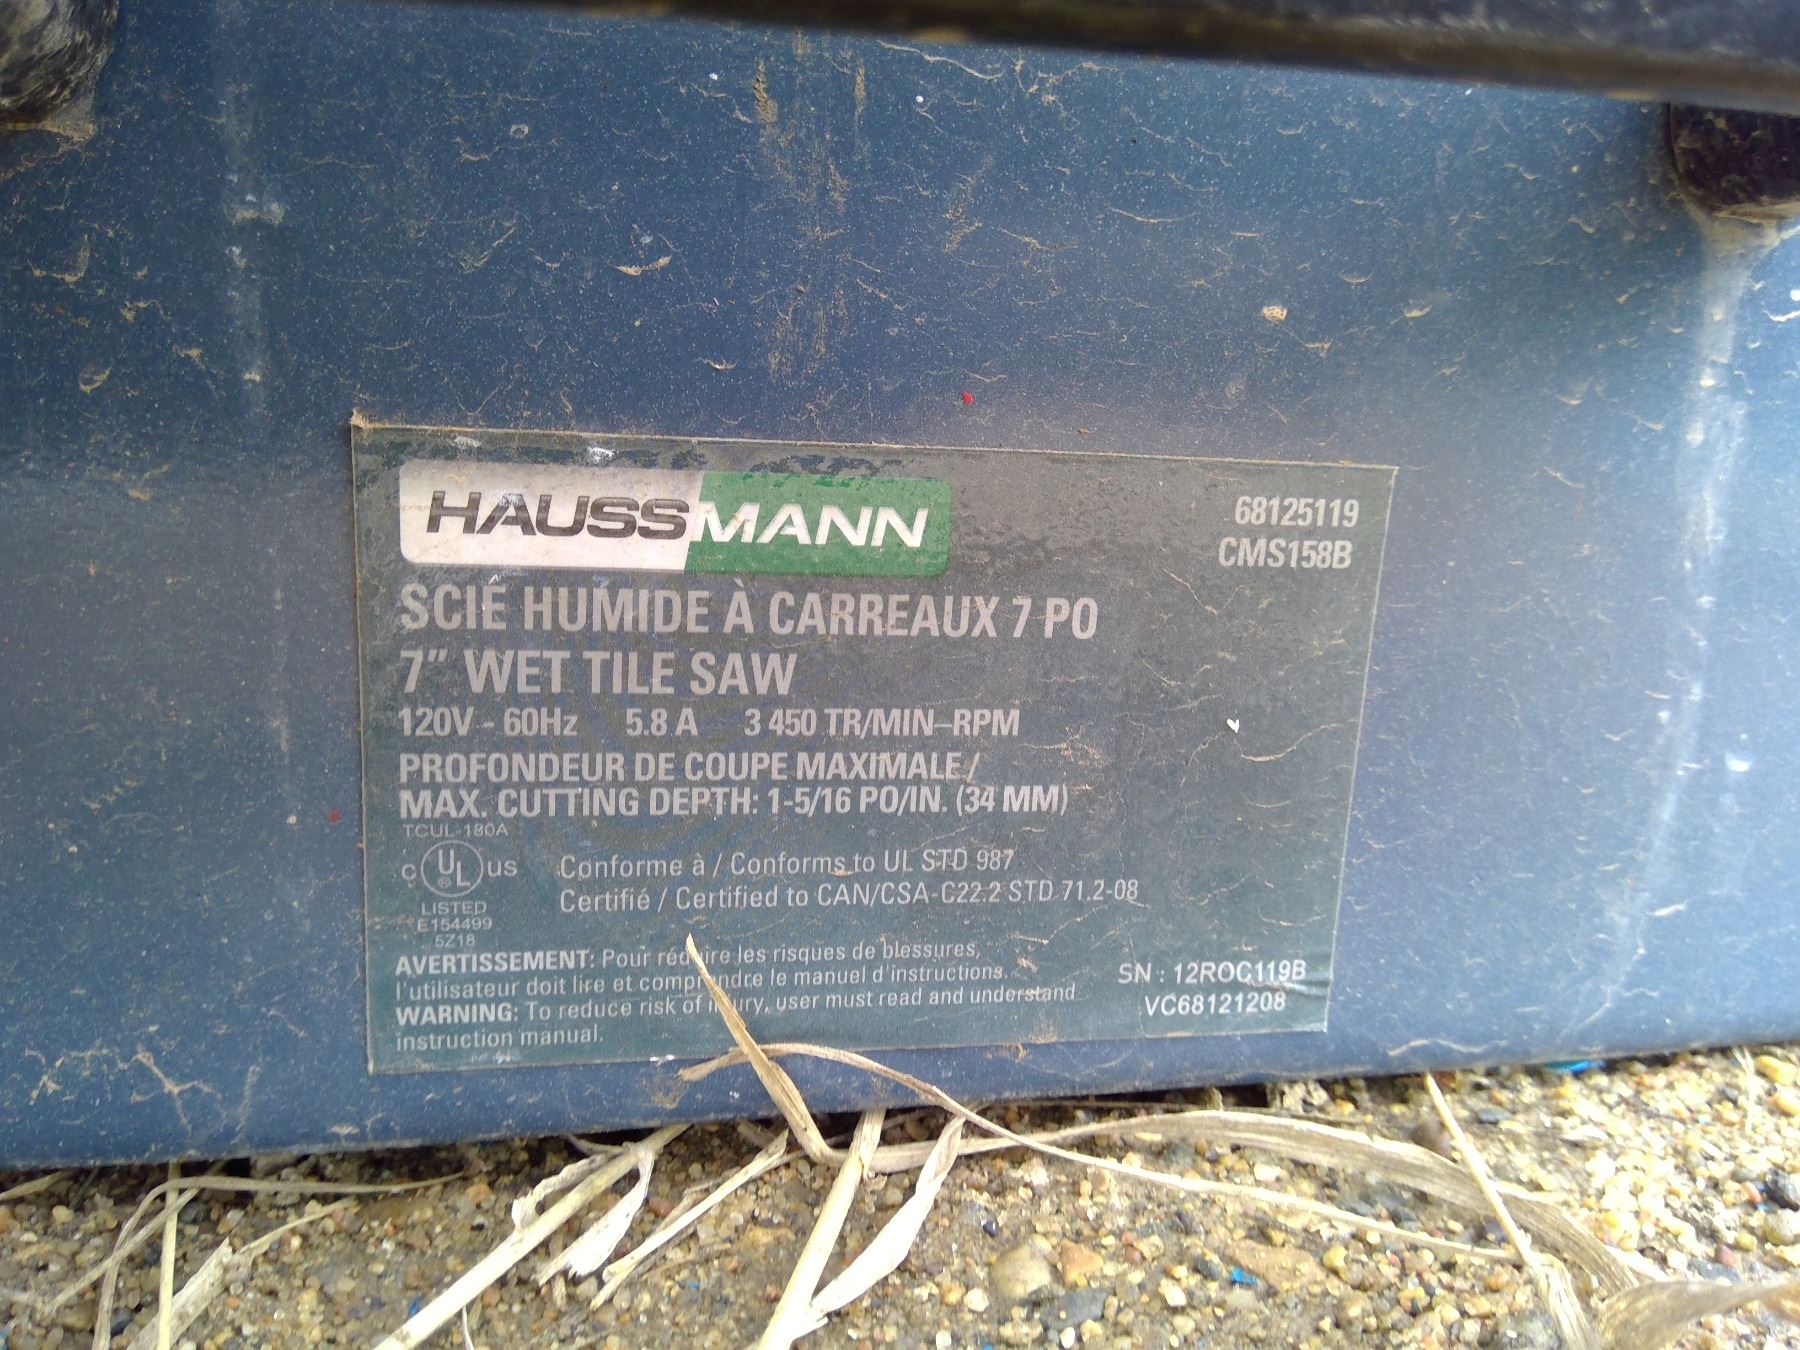 HAUSSMANN
68125119
CMS158B
SCIE HUMIDE À CARREAUX 7 PO
7" WET TILE SAW
120V - 60Hz 5.8 A 3 450 TR/MIN–RPM
PROFONDEUR DE COUPE MAXIMALE /
MAX. CUTTING DEPTH: 1-5/16 PO/IN. (34 MM)
TCUL-180A
c UL ® us
LISTED
E154499
5Z18
Conforme à / Conforms to UL STD 987
Certifié / Certified to CAN/CSA-C22.2 STD 71.2-08
AVERTISSEMENT: Pour réduire les risques de blessures,
l'utilisateur doit lire et comprendre le manuel d'instructions.
WARNING: To reduce risk of injury, user must read and understand
instruction manual.
SN : 12ROC119B
VC68121208